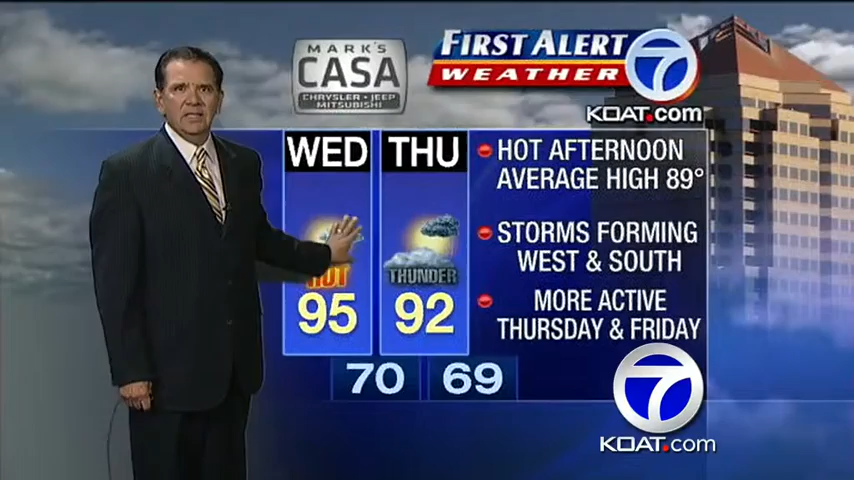 MARK'S
CASA
CHRYSLER • JEEP
MITSUBISHI
FIRST ALERT
WEATHER
7
KOAT.com
WED
THU
HOT AFTERNOON
AVERAGE HIGH 89°
STORMS FORMING
WEST & SOUTH
MORE ACTIVE
THURSDAY & FRIDAY
HOT
THUNDER
95
92
70
69
7
KOAT.com